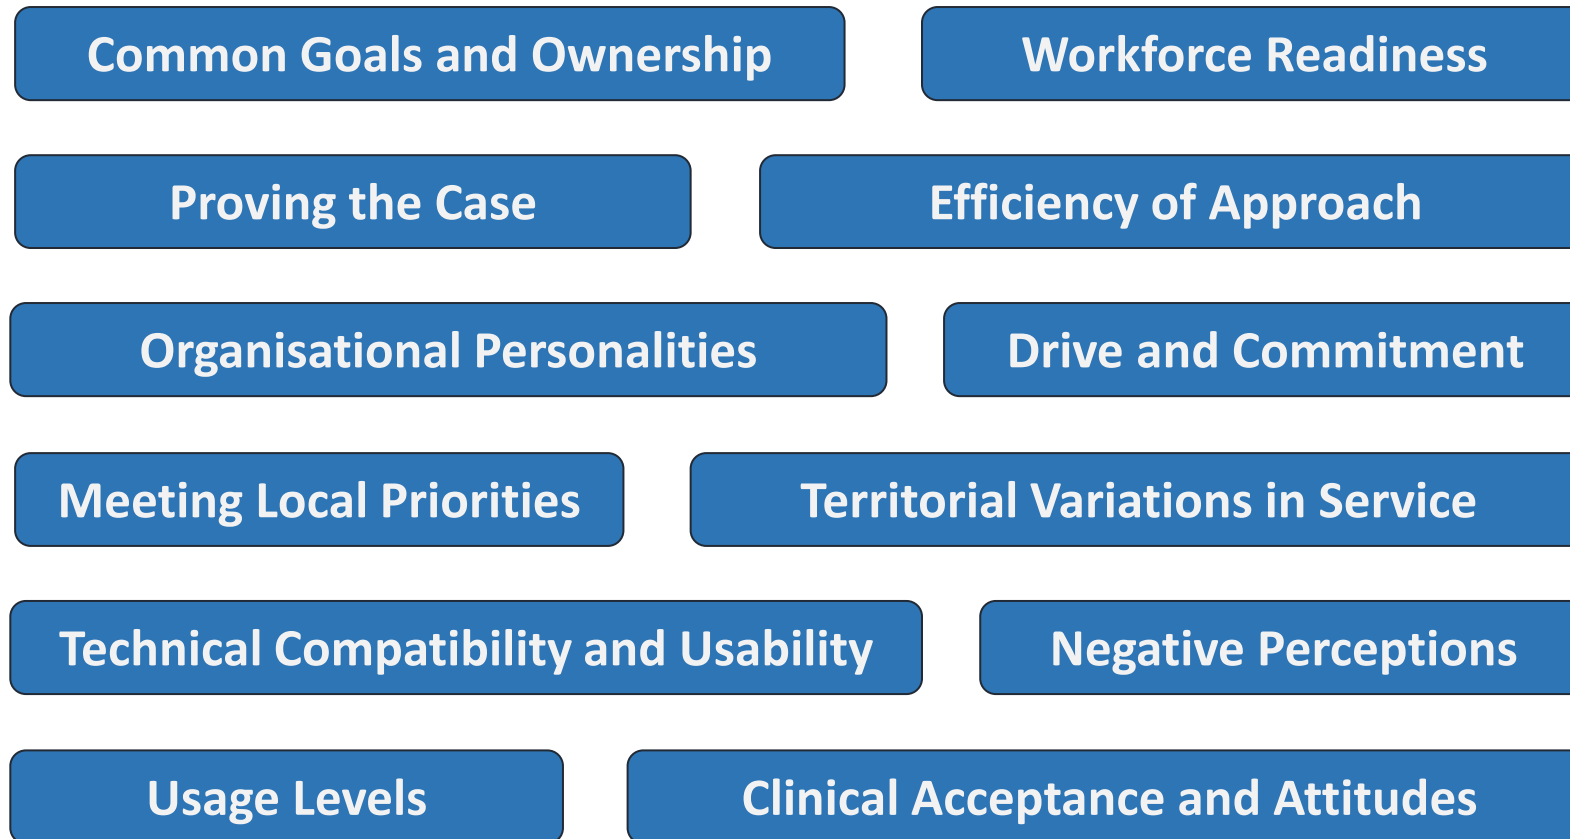 Common Goals and Ownership
Workforce Readiness
Proving the Case
Efficiency of Approach
Organisational Personalities
Drive and Commitment
Meeting Local Priorities
Territorial Variations in Service
Technical Compatibility and Usability
Negative Perceptions
Usage Levels
Clinical Acceptance and Attitudes